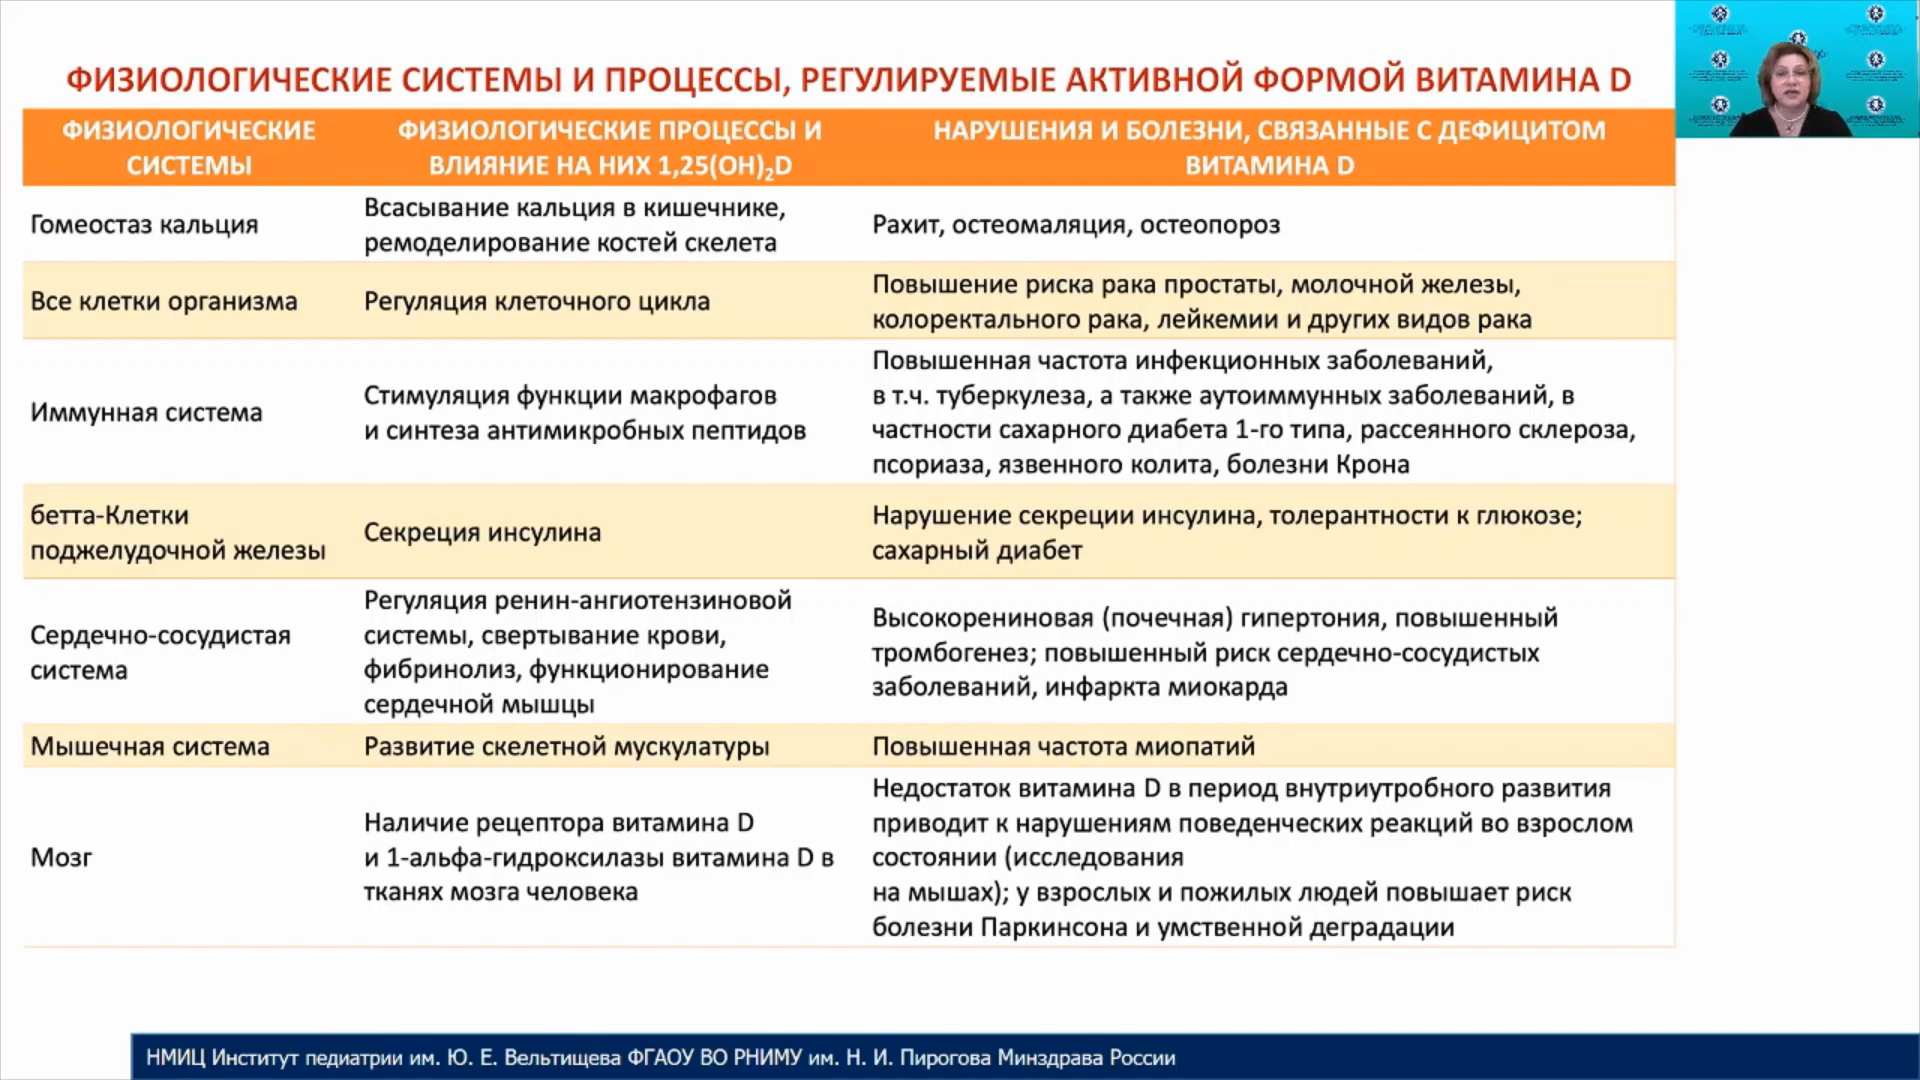 ФИЗИОЛОГИЧЕСКИЕ СИСТЕМЫ И ПРОЦЕССЫ, РЕГУЛИРУЕМЫЕ АКТИВНОЙ ФОРМОЙ ВИТАМИНА D
ФИЗИОЛОГИЧЕСКИЕ
СИСТЕМЫ
ФИЗИОЛОГИЧЕСКИЕ ПРОЦЕССЫ И
ВЛИЯНИЕ НА НИХ 1,25(OH)₂D
НАРУШЕНИЯ И БОЛЕЗНИ, СВЯЗАННЫЕ С ДЕФИЦИТОМ
ВИТАМИНА D
Гомеостаз кальция
Всасывание кальция в кишечнике,
ремоделирование костей скелета
Рахит, остеомаляция, остеопороз
Все клетки организма
Регуляция клеточного цикла
Повышение риска рака простаты, молочной железы,
колоректального рака, лейкемии и других видов рака
Иммунная система
Стимуляция функции макрофагов
и синтеза антимикробных пептидов
Повышенная частота инфекционных заболеваний,
в т.ч. туберкулеза, а также аутоиммунных заболеваний, в
частности сахарного диабета 1-го типа, рассеянного склероза,
псориаза, язвенного колита, болезни Крона
бетта-Клетки
поджелудочной железы
Секреция инсулина
Нарушение секреции инсулина, толерантности к глюкозе;
сахарный диабет
Сердечно-сосудистая
система
Регуляция ренин-ангиотензиновой
системы, свертывание крови,
фибринолиз, функционирование
сердечной мышцы
Высокорениновая (почечная) гипертония, повышенный
тромбогенез; повышенный риск сердечно-сосудистых
заболеваний, инфаркта миокарда
Мышечная система
Развитие скелетной мускулатуры
Повышенная частота миопатий
Мозг
Наличие рецептора витамина D
и 1-альфа-гидроксилазы витамина D в
тканях мозга человека
Недостаток витамина D в период внутриутробного развития
приводит к нарушениям поведенческих реакций во взрослом
состоянии (исследования
на мышах); у взрослых и пожилых людей повышает риск
болезни Паркинсона и умственной деградации
НМИЦ Институт педиатрии им. Ю. Е. Вельтищева ФГАОУ ВО РНИМУ им. Н. И. Пирогова Минздрава России